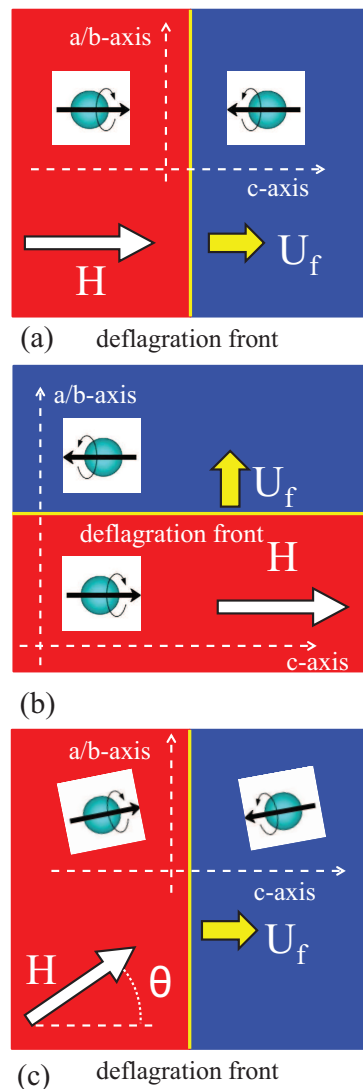 a/b-axis
c-axis
H
U_f
(a) deflagration front
a/b-axis
U_f
deflagration front
H
c-axis
(b)
a/b-axis
c-axis
H
θ
U_f
(c) deflagration front